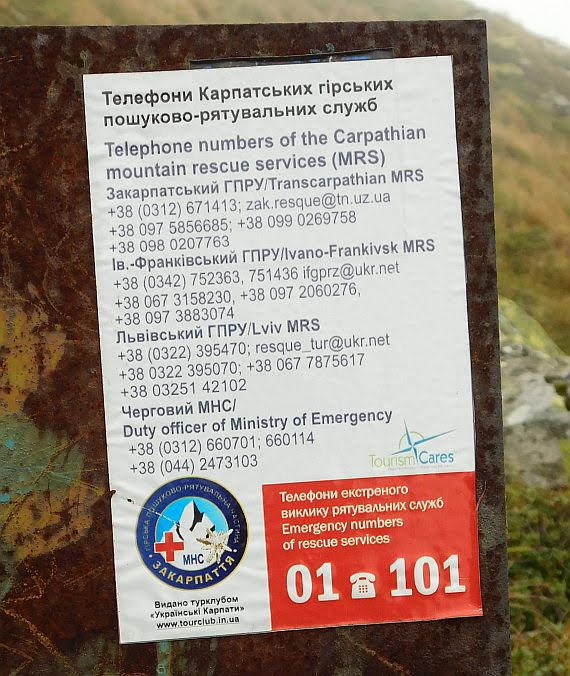 Телефони Карпатських гірських
пошуково-рятувальних служб
Telephone numbers of the Carpathian
mountain rescue services (MRS)
Закарпатський ГПРУ/Transcarpathian MRS
+38 (0312) 671413; zak.resque@tn.uz.ua
+38 097 5856685; +38 099 0269758
+38 098 0207763
Ів.-Франківський ГПРУ/Ivano-Frankivsk MRS
+38 (0342) 752363, 751436 ifgprz@ukr.net
+38 067 3158230, +38 097 2060276,
+38 097 3883074
Львівський ГПРУ/Lviv MRS
+38 (0322) 395470; resque_tur@ukr.net
+38 0322 395070; +38 067 7875617
+38 03251 42102
Черговий МНС/
Duty officer of Ministry of Emergency
+38 (0312) 660701; 660114
+38 (044) 2473103
Tourism Cares®
ГІРСЬКА ПОШУКОВО-РЯТУВАЛЬНА ЧАСТИНА
МНС
ЗАКАРПАТТЯ
Видано турклубом
«Українські Карпати»
www.tourclub.in.ua
Телефони екстреного
виклику рятувальних служб
Emergency numbers
of rescue services
01 ☎ 101